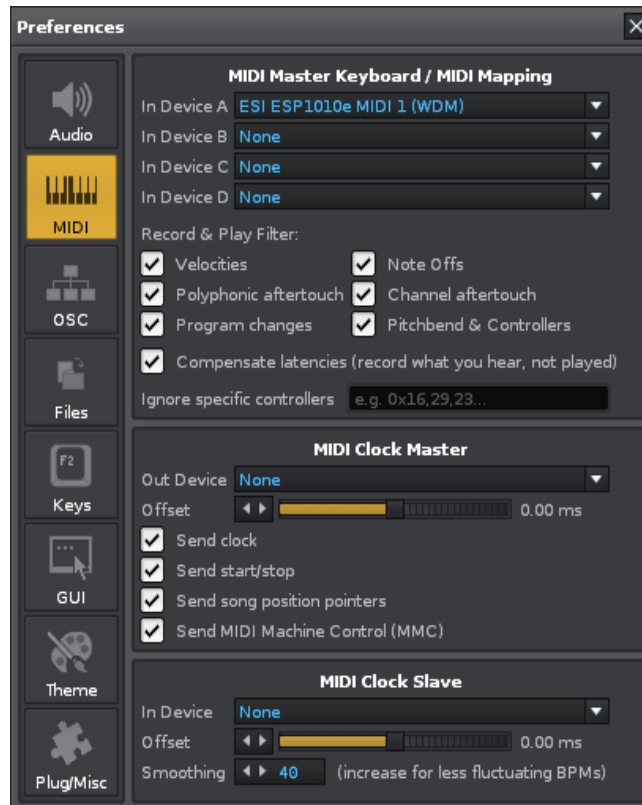 Preferences
Audio
MIDI
OSC
Files
F2
Keys
GUI
Theme
Plug/Misc
MIDI Master Keyboard / MIDI Mapping
In Device A ESI ESP1010e MIDI 1 (WDM)
In Device B None
In Device C None
In Device D None
Record & Play Filter:
Velocities Note Offs
Polyphonic aftertouch Channel aftertouch
Program changes Pitchbend & Controllers
Compensate latencies (record what you hear, not played)
Ignore specific controllers e.g. 0x16,29,23...
MIDI Clock Master
Out Device None
Offset 0.00 ms
Send clock
Send start/stop
Send song position pointers
Send MIDI Machine Control (MMC)
MIDI Clock Slave
In Device None
Offset 0.00 ms
Smoothing 40 (increase for less fluctuating BPMs)